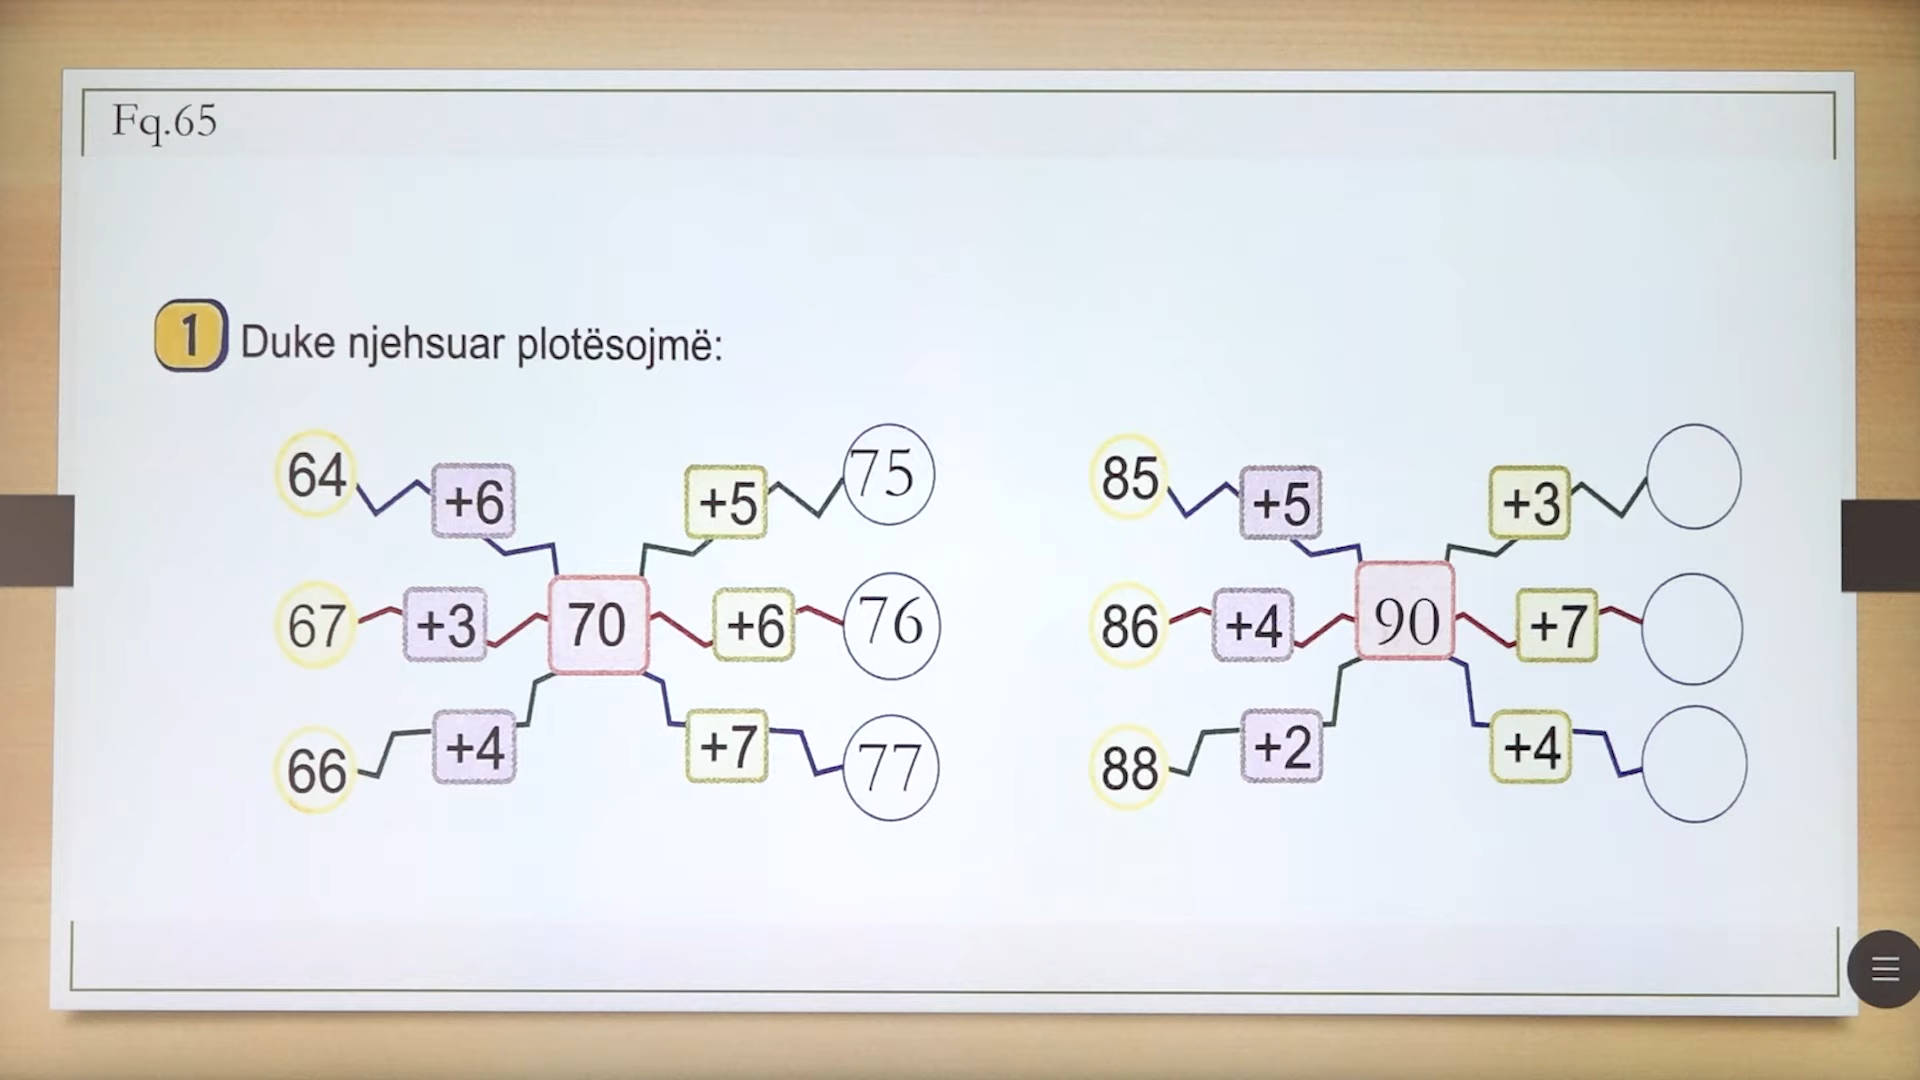 Fq.65
1 Duke njehsuar plotësojmë:
64 +6 +5 75 85 +5 +3
67 +3 70 +6 76 86 +4 90 +7
66 +4 +7 77 88 +2 +4